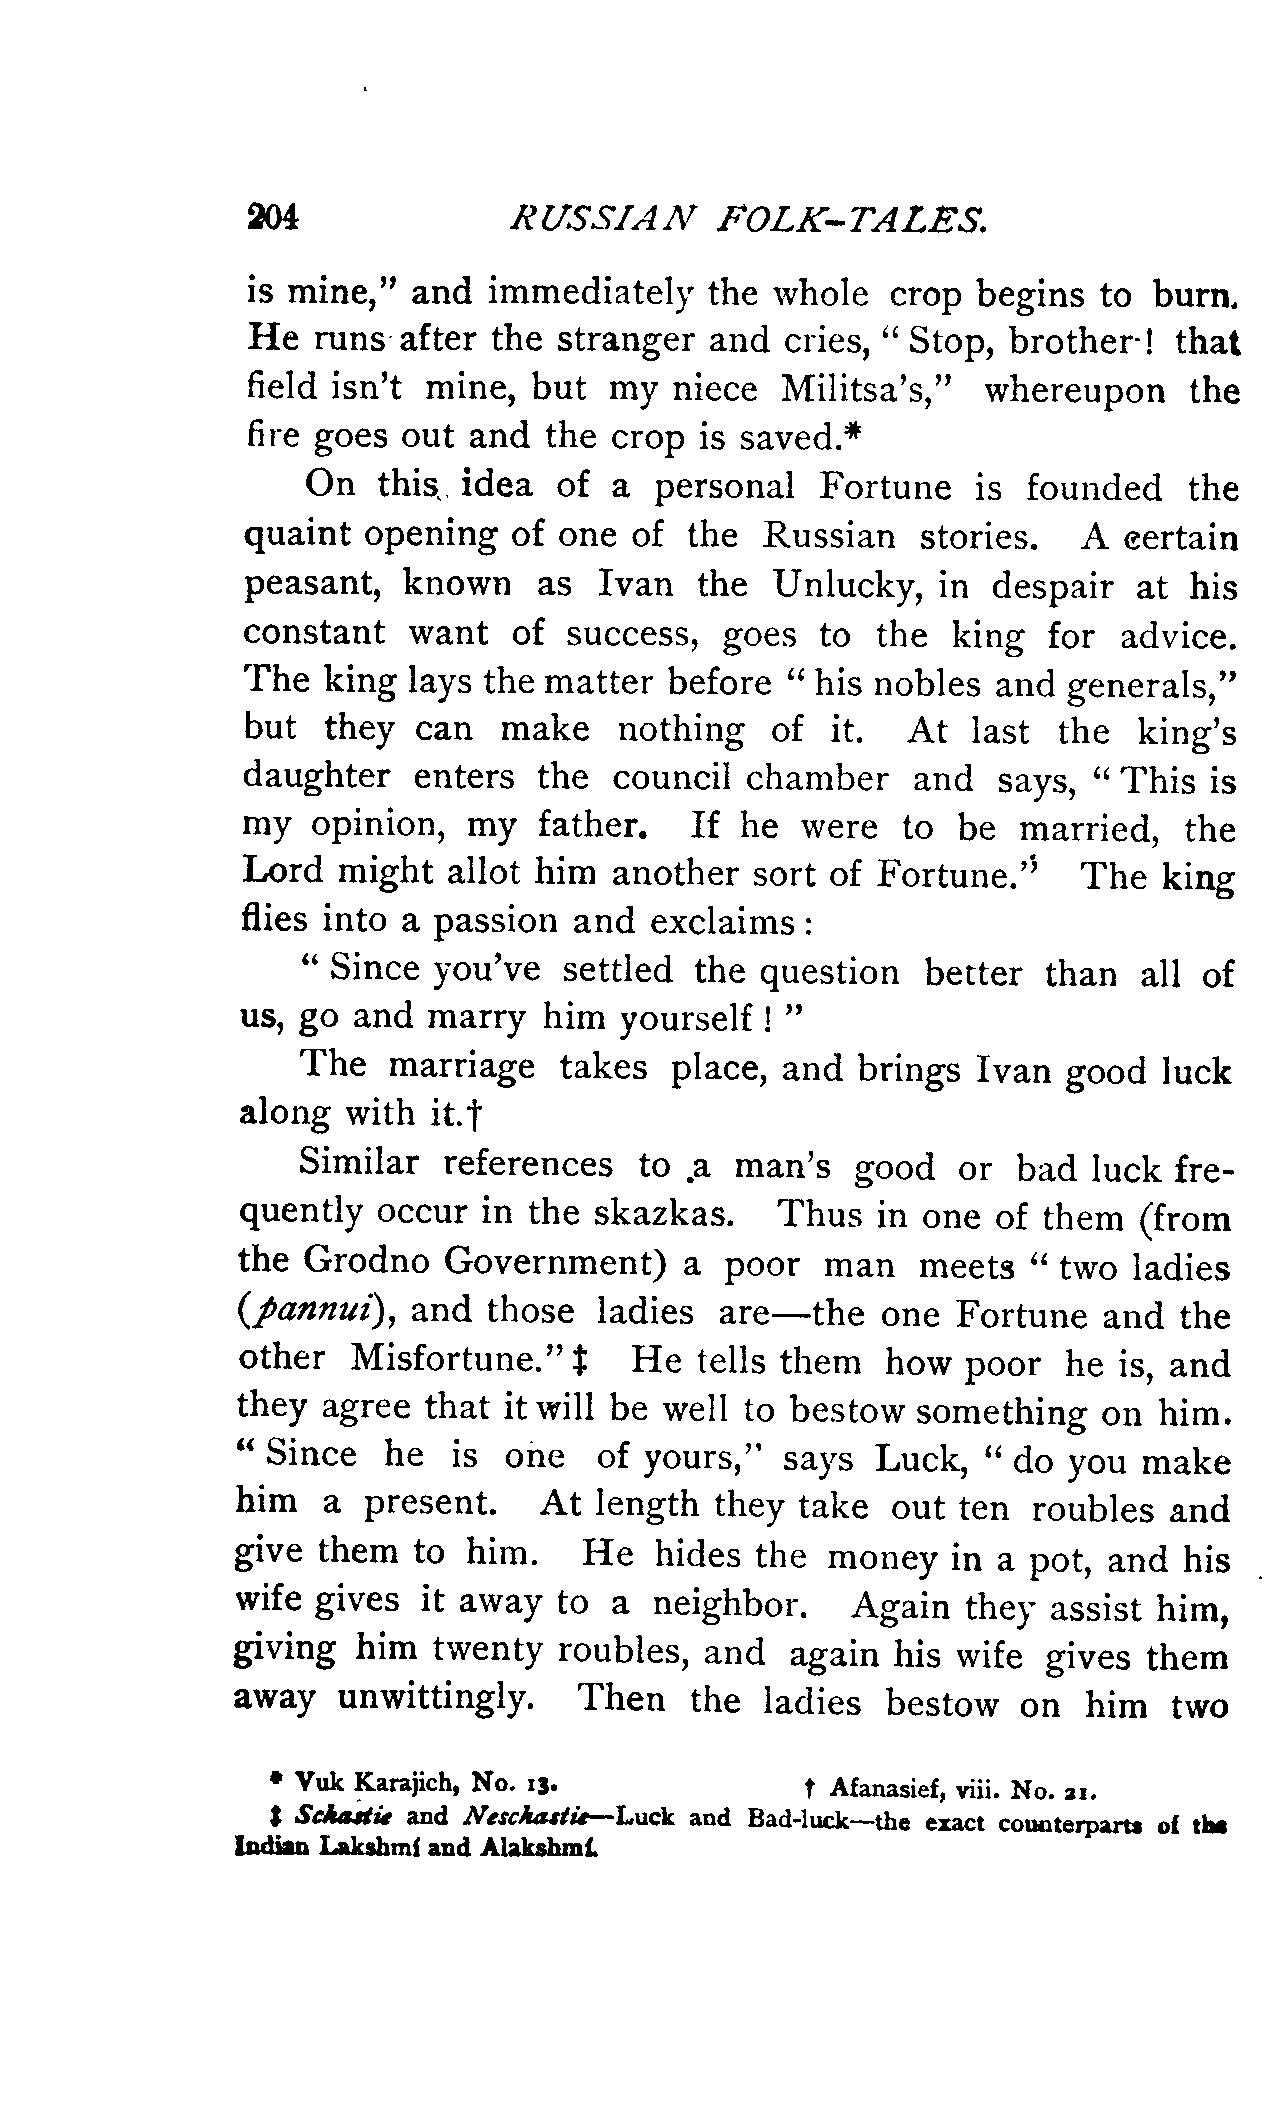 204 RUSSIAN FOLK-TALES.
is mine," and immediately the whole crop begins to burn.
He runs after the stranger and cries, "Stop, brother! that
field isn't mine, but my niece Militsa's," whereupon the
fire goes out and the crop is saved.*
On this idea of a personal Fortune is founded the
quaint opening of one of the Russian stories. A certain
peasant, known as Ivan the Unlucky, in despair at his
constant want of success, goes to the king for advice.
The king lays the matter before "his nobles and generals,"
but they can make nothing of it. At last the king's
daughter enters the council chamber and says, "This is
my opinion, my father. If he were to be married, the
Lord might allot him another sort of Fortune." The king
flies into a passion and exclaims:
"Since you've settled the question better than all of
us, go and marry him yourself!"
The marriage takes place, and brings Ivan good luck
along with it.†
Similar references to a man's good or bad luck fre-
quently occur in the skazkas. Thus in one of them (from
the Grodno Government) a poor man meets "two ladies
(pannui), and those ladies are—the one Fortune and the
other Misfortune."‡ He tells them how poor he is, and
they agree that it will be well to bestow something on him.
"Since he is one of yours," says Luck, "do you make
him a present. At length they take out ten roubles and
give them to him. He hides the money in a pot, and his
wife gives it away to a neighbor. Again they assist him,
giving him twenty roubles, and again his wife gives them
away unwittingly. Then the ladies bestow on him two
* Vuk Karajich, No. 13. † Afanasief, viii. No. 21.
‡ Schastie and Neschastie—Luck and Bad-luck—the exact counterparts of the
Indian Lakshmí and Alakshmí.